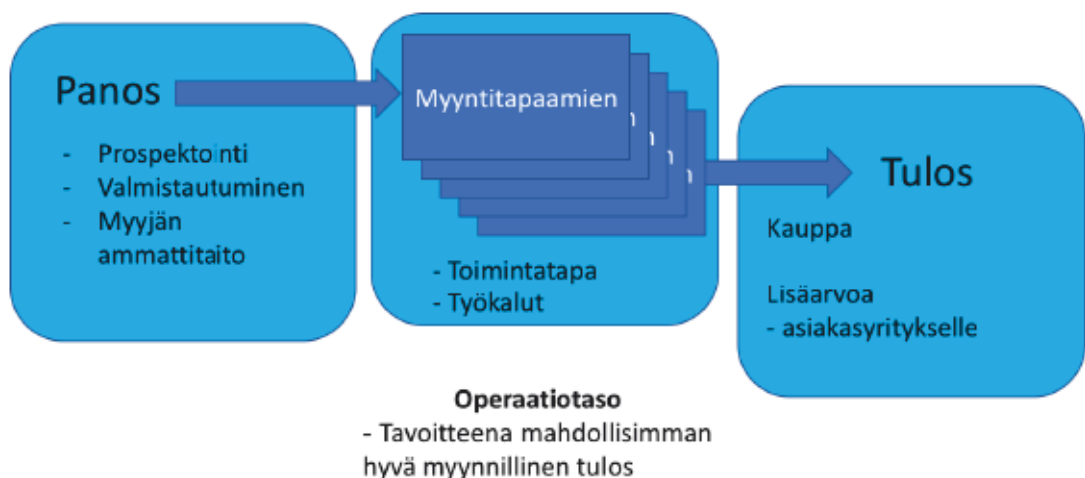 Panos
- Prospektointi
- Valmistautuminen
- Myyjän
ammattitaito
Myyntitapaamien
n
n
n
n
- Toimintatapa
- Työkalut
Tulos
Kauppa
Lisäarvoa
- asiakasyritykselle
Operaatiotaso
- Tavoitteena mahdollisimman
hyvä myynnillinen tulos